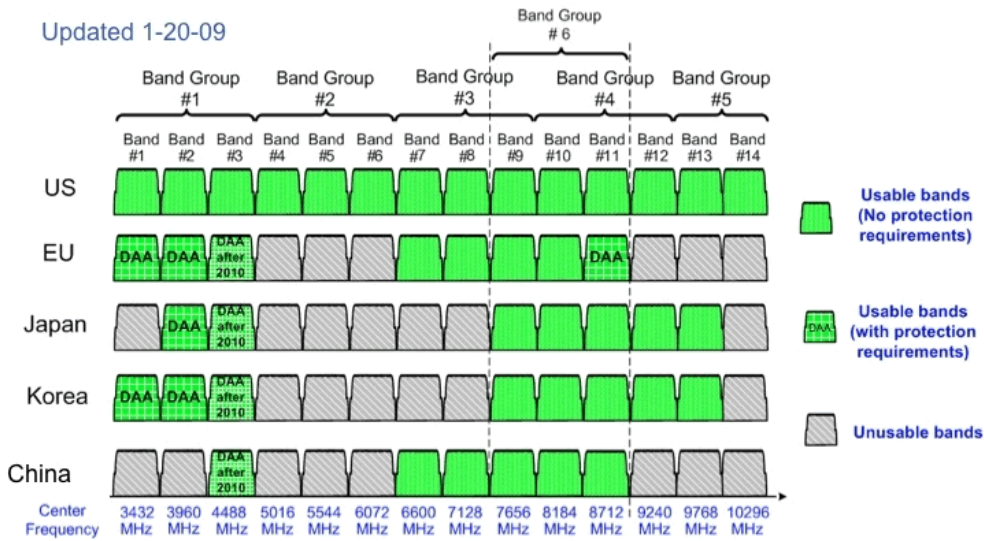 Updated 1-20-09
Band Group
# 6
Band Group
#1
Band Group
#2
Band Group
#3
Band Group
#4
Band Group
#5
Band Band Band Band Band Band Band Band Band Band Band Band Band Band
#1 #2 #3 #4 #5 #6 #7 #8 #9 #10 #11 #12 #13 #14
US
EU
DAA DAA
DAA
after
2010
DAA
Japan
DAA
DAA
after
2010
Korea
DAA DAA
DAA
after
2010
China
DAA
after
2010
Center
Frequency
3432 3960 4488 5016 5544 6072 6600 7128 7656 8184 8712 9240 9768 10296
MHz MHz MHz MHz MHz MHz MHz MHz MHz MHz MHz MHz MHz MHz
Usable bands
(No protection
requirements)
DAA
Usable bands
(with protection
requirements)
Unusable bands